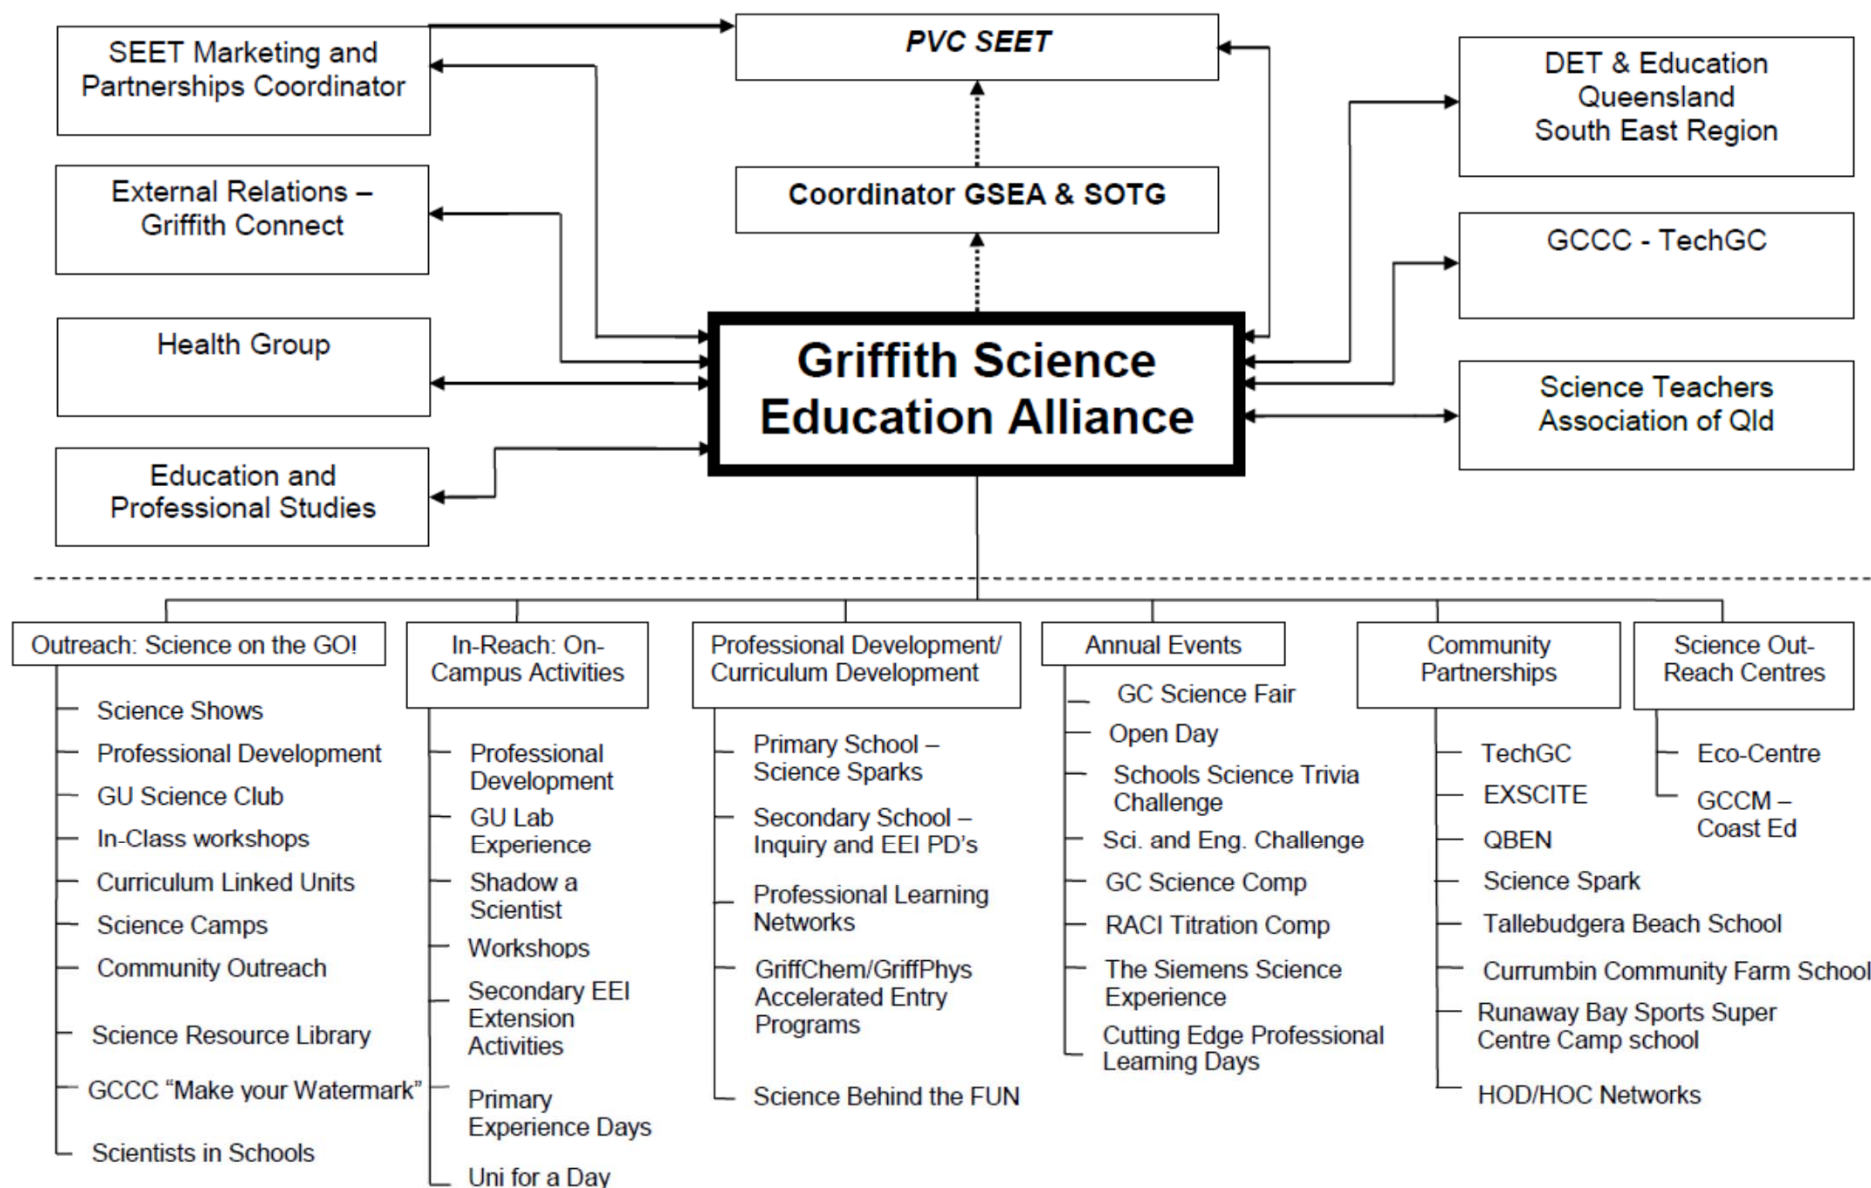 SEET Marketing and
Partnerships Coordinator
PVC SEET
DET & Education
Queensland
South East Region
External Relations –
Griffith Connect
Coordinator GSEA & SOTG
GCCC - TechGC
Health Group
Griffith Science
Education Alliance
Science Teachers
Association of Qld
Education and
Professional Studies
Outreach: Science on the GO!
Science Shows
Professional Development
GU Science Club
In-Class workshops
Curriculum Linked Units
Science Camps
Community Outreach
Science Resource Library
GCCC “Make your Watermark”
Scientists in Schools
In-Reach: On-
Campus Activities
Professional
Development
GU Lab
Experience
Shadow a
Scientist
Workshops
Secondary EEI
Extension
Activities
Primary
Experience Days
Uni for a Day
Professional Development/
Curriculum Development
Primary School –
Science Sparks
Secondary School –
Inquiry and EEI PD’s
Professional Learning
Networks
GriffChem/GriffPhys
Accelerated Entry
Programs
Science Behind the FUN
Annual Events
GC Science Fair
Open Day
Schools Science Trivia
Challenge
Sci. and Eng. Challenge
GC Science Comp
RACI Titration Comp
The Siemens Science
Experience
Cutting Edge Professional
Learning Days
Community
Partnerships
TechGC
EXSCITE
QBEN
Science Spark
Tallebudgera Beach School
Currumbin Community Farm School
Runaway Bay Sports Super
Centre Camp school
HOD/HOC Networks
Science Out-
Reach Centres
Eco-Centre
GCCM –
Coast Ed